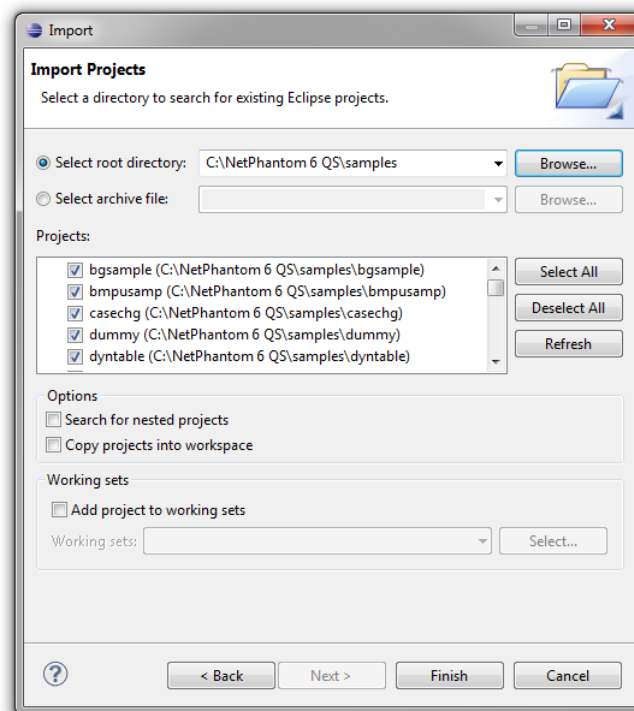 Import
Import Projects
Select a directory to search for existing Eclipse projects.
Select root directory: C:\NetPhantom 6 QS\samples Browse...
Select archive file: Browse...
Projects:
bgsample (C:\NetPhantom 6 QS\samples\bgsample)
bmpusamp (C:\NetPhantom 6 QS\samples\bmpusamp)
casechg (C:\NetPhantom 6 QS\samples\casechg)
dummy (C:\NetPhantom 6 QS\samples\dummy)
dyntable (C:\NetPhantom 6 QS\samples\dyntable)
Select All
Deselect All
Refresh
Options
Search for nested projects
Copy projects into workspace
Working sets
Add project to working sets
Working sets: Select...
? < Back Next > Finish Cancel